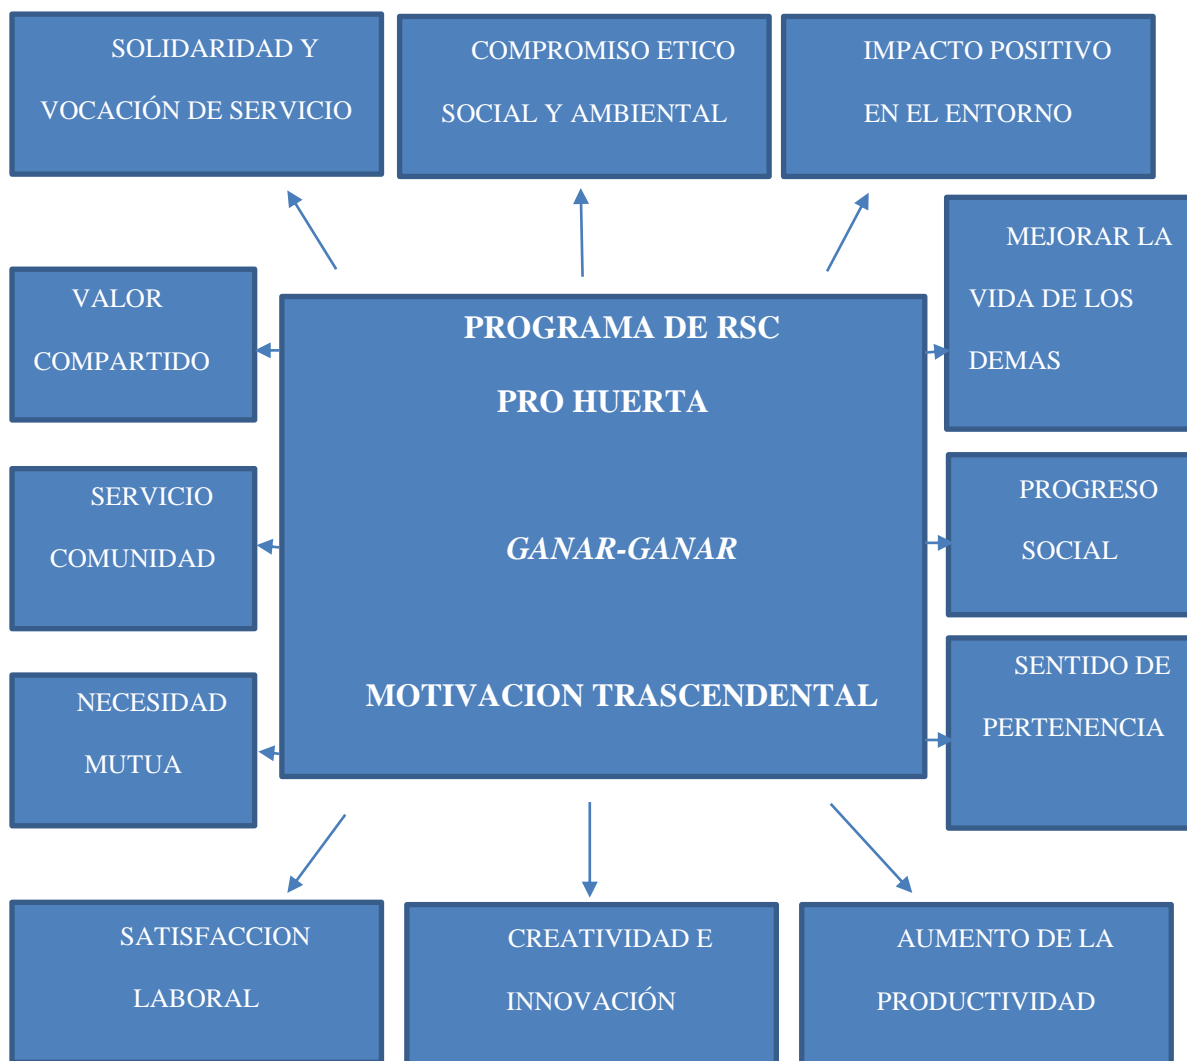 SOLIDARIDAD Y
VOCACIÓN DE SERVICIO
COMPROMISO ETICO
SOCIAL Y AMBIENTAL
IMPACTO POSITIVO
EN EL ENTORNO
VALOR
COMPARTIDO
SERVICIO
COMUNIDAD
NECESIDAD
MUTUA
PROGRAMA DE RSC
PRO HUERTA
GANAR-GANAR
MOTIVACION TRASCENDENTAL
MEJORAR LA
VIDA DE LOS
DEMAS
PROGRESO
SOCIAL
SENTIDO DE
PERTENENCIA
SATISFACCION
LABORAL
CREATIVIDAD E
INNOVACIÓN
AUMENTO DE LA
PRODUCTIVIDAD